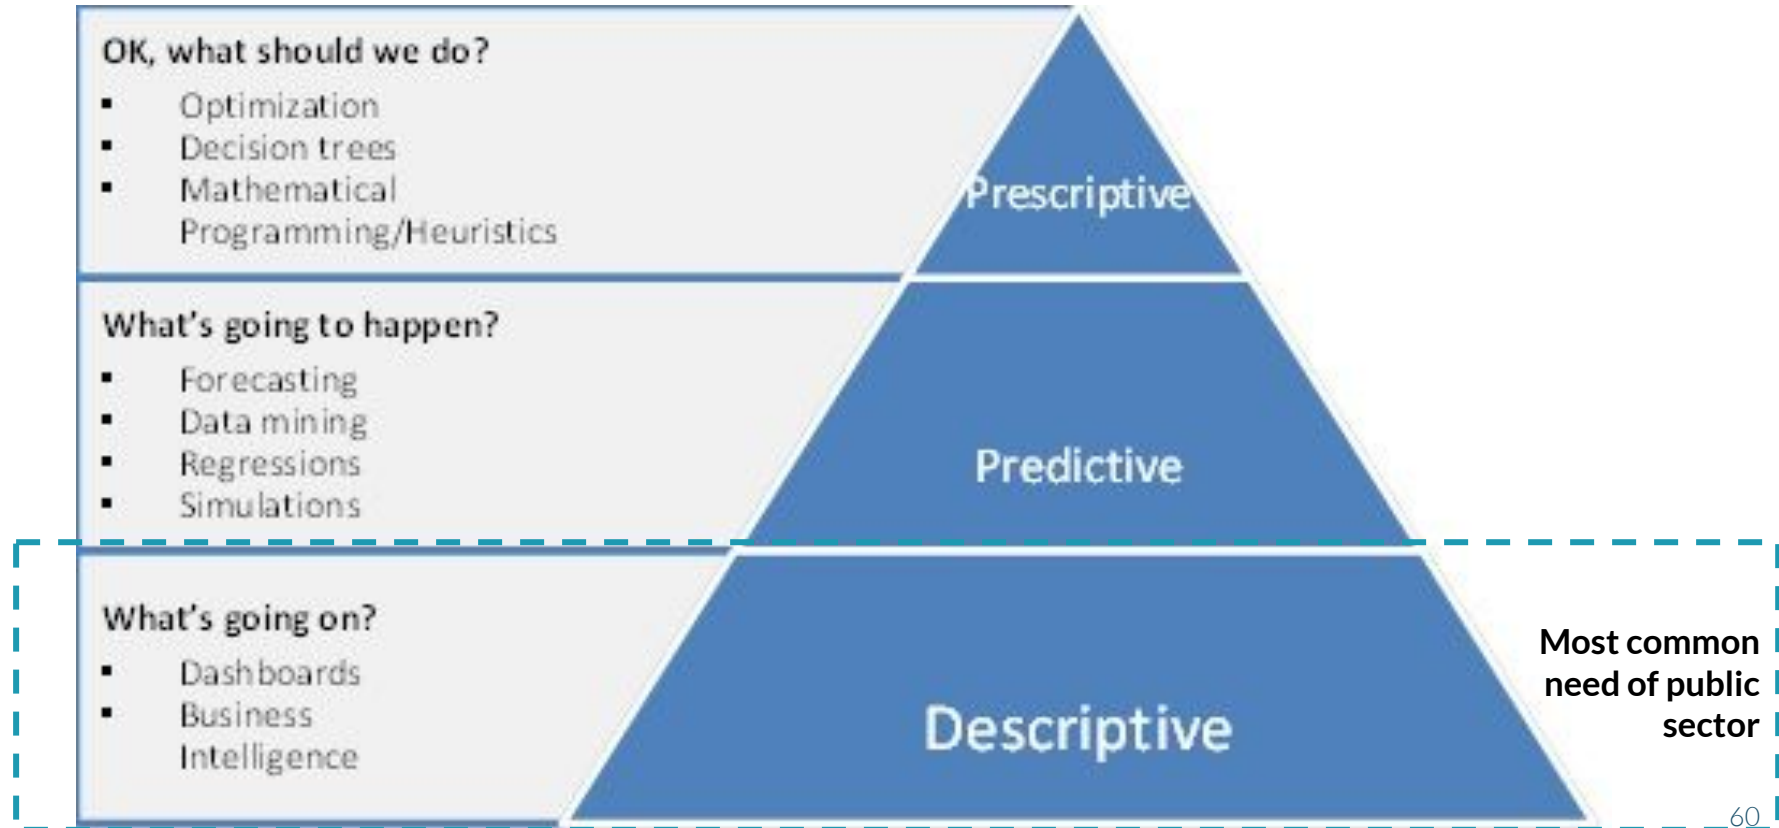 OK, what should we do?
▪ Optimization
▪ Decision trees
▪ Mathematical
Programming/Heuristics
Prescriptive
What's going to happen?
▪ Forecasting
▪ Data mining
▪ Regressions
▪ Simulations
Predictive
What's going on?
▪ Dashboards
▪ Business
Intelligence
Descriptive
Most common
need of public
sector
60